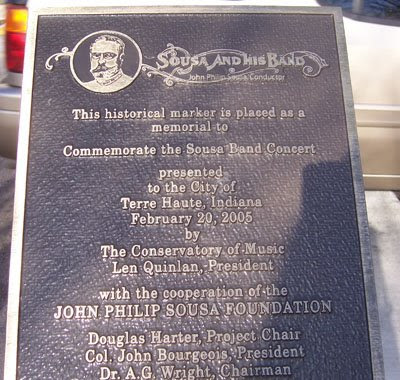 SOUSA AND HIS BAND
John Philip Sousa, Conductor
This historical marker is placed as a
memorial to
Commemorate the Sousa Band Concert
presented
to the City of
Terre Haute, Indiana
February 20, 2005
by
The Conservatory of Music
Len Quinlan, President
with the cooperation of the
JOHN PHILIP SOUSA FOUNDATION
Douglas Harter, Project Chair
Col. John Bourgeois, President
Dr. A.G. Wright, Chairman